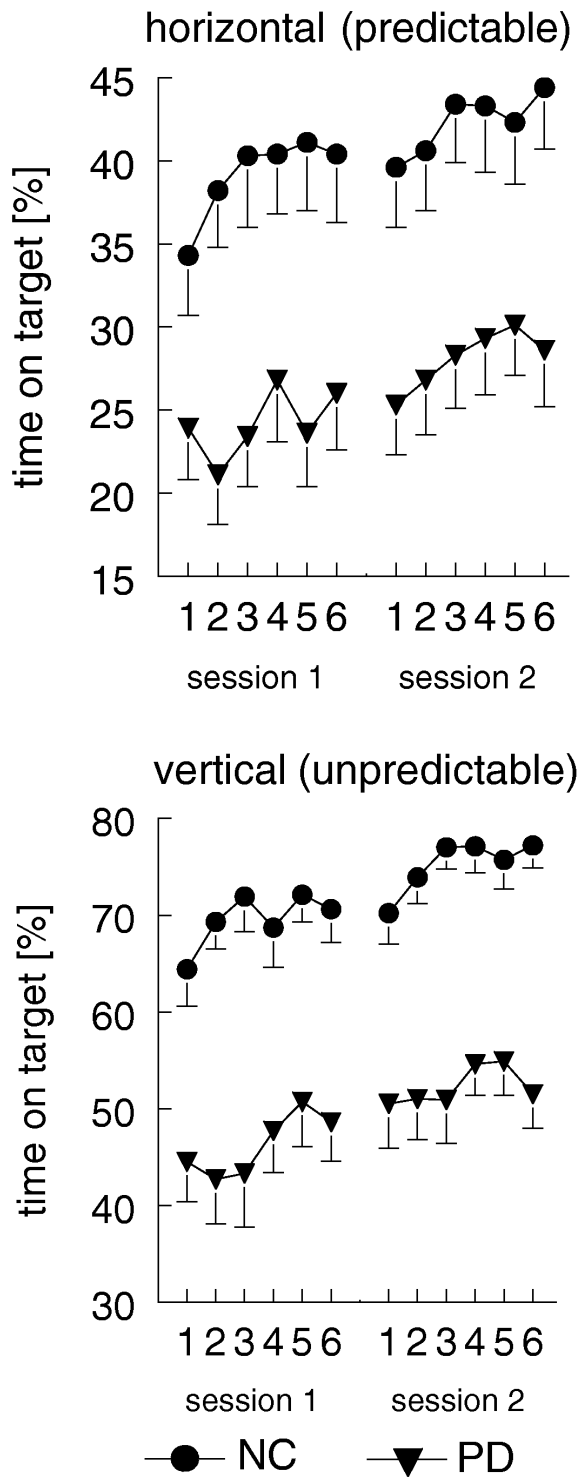 horizontal (predictable)
time on target [%]
45
40
35
30
25
20
15
1 2 3 4 5 6 1 2 3 4 5 6
session 1 session 2
vertical (unpredictable)
time on target [%]
80
70
60
50
40
30
1 2 3 4 5 6 1 2 3 4 5 6
session 1 session 2
NC PD